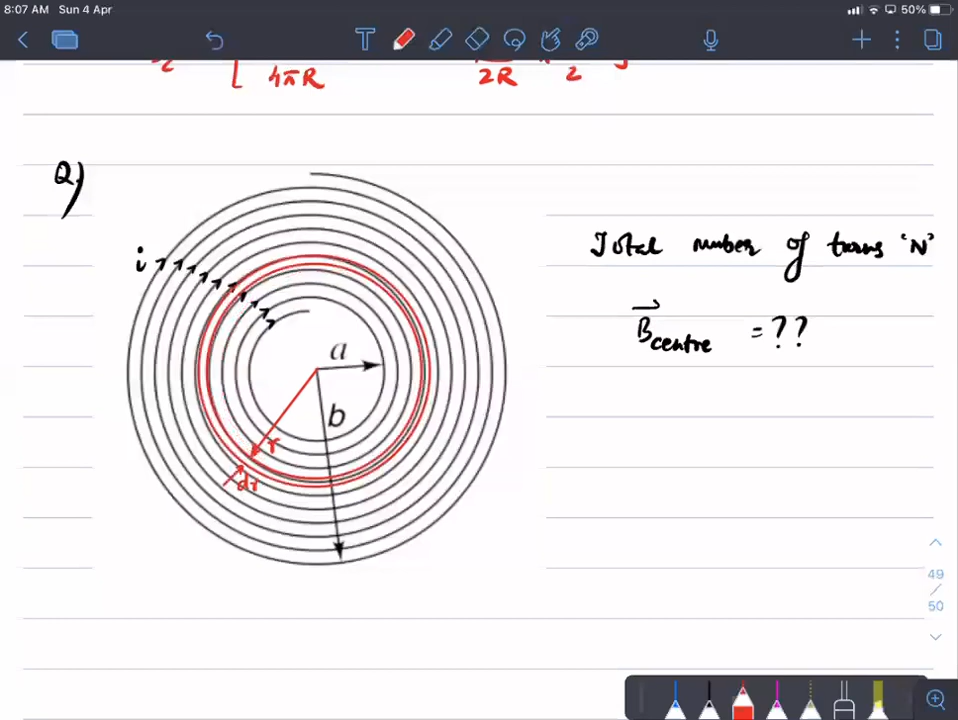 8:07 AM Sun 4 Apr
50%
T
4πR
2R
2
Q)
Total number of turns 'N'
i
B centre = ??
a
b
r
dr
49
/
50